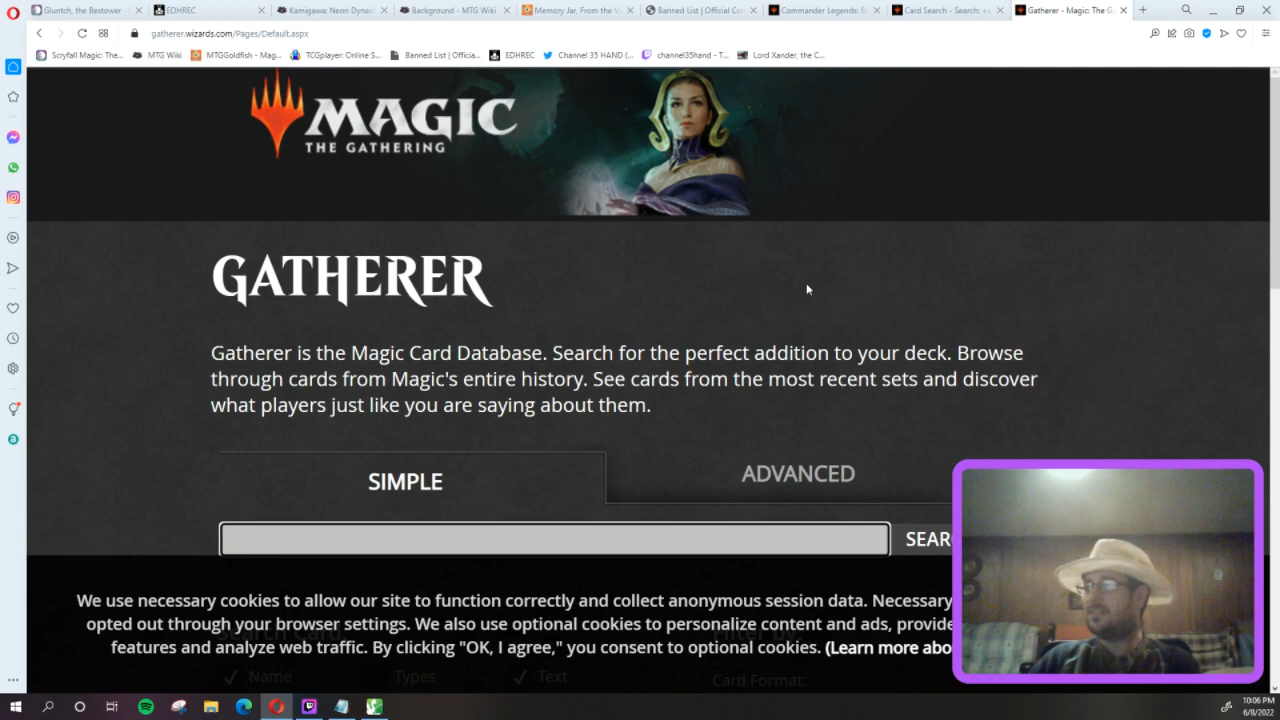 Gluntch, the Bestower -
EDHREC
Kamigawa: Neon Dynast
Background - MTG Wiki
Memory Jar, From the V
Banned List | Official Co
Commander Legends: B
Card Search - Search: +
Gatherer - Magic: The G
gatherer.wizards.com/Pages/Default.aspx
Scryfall Magic: The...
MTG Wiki
MTGGoldfish - Mag...
TCGplayer: Online S...
Banned List | Officia...
EDHREC
Channel 35 HAND (...
channel35hand - T...
Lord Xander, the C...
MAGIC
THE GATHERING
GATHERER
Gatherer is the Magic Card Database. Search for the perfect addition to your deck. Browse
through cards from Magic's entire history. See cards from the most recent sets and discover
what players just like you are saying about them.
SIMPLE
ADVANCED
SEAR
We use necessary cookies to allow our site to function correctly and collect anonymous session data. Necessary
opted out through your browser settings. We also use optional cookies to personalize content and ads, provide
features and analyze web traffic. By clicking "OK, I agree," you consent to optional cookies. (Learn more abo
Search Card:
Filter by:
Name
Types
Text
Card Format:
10:06 PM
6/8/2022